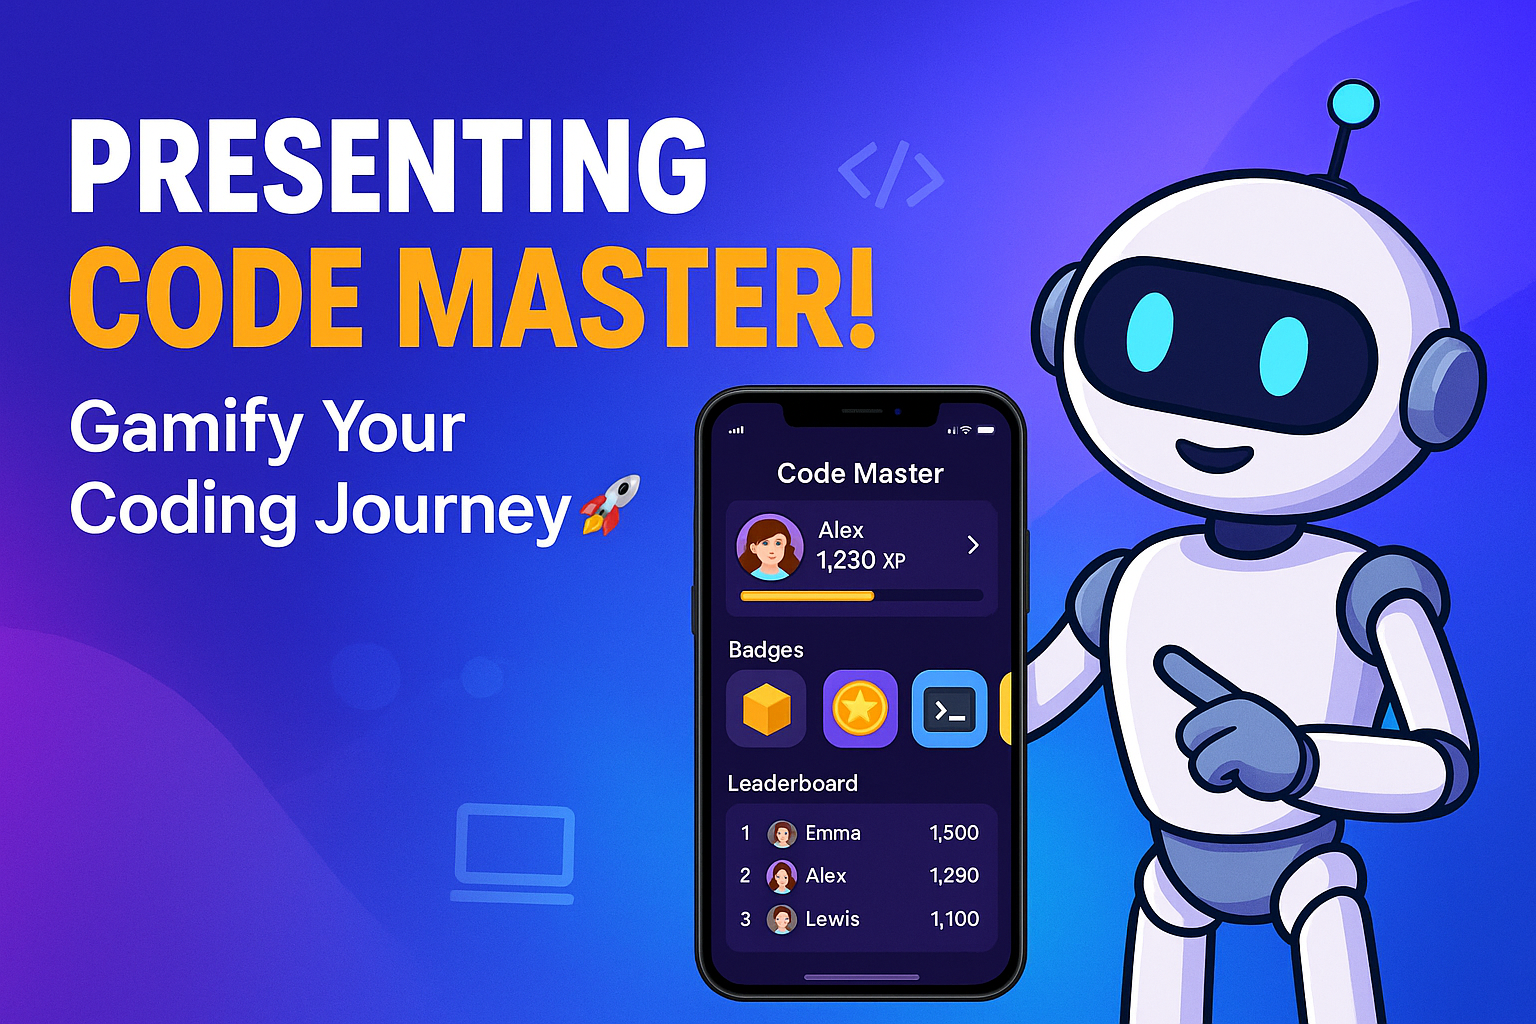 PRESENTING
CODE MASTER!
Gamify Your
Coding Journey🚀
Code Master
Alex
1,230 XP
Badges
Leaderboard
1 Emma 1,500
2 Alex 1,290
3 Lewis 1,100